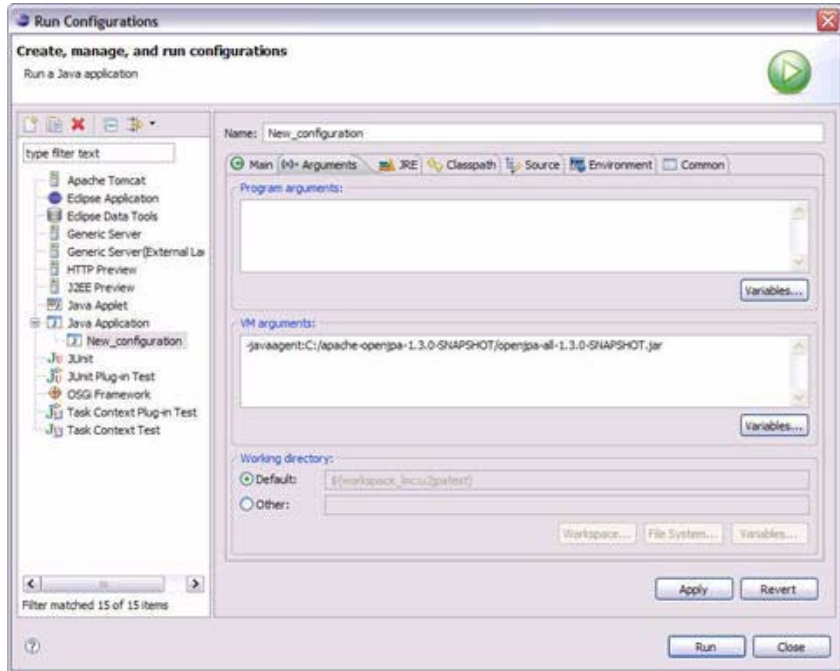 Run Configurations
Create, manage, and run configurations
Run a Java application
type filter text
Apache Tomcat
Eclipse Application
Eclipse Data Tools
Generic Server
Generic Server(External La
HTTP Preview
J2EE Preview
Java Applet
Java Application
New_configuration
JUnit
JUnit Plug-in Test
OSGi Framework
Task Context Plug-in Test
Task Context Test
Filter matched 15 of 15 items
Name: New_configuration
Main Arguments JRE Classpath Source Environment Common
Program arguments:
Variables...
VM arguments:
-javaagent:C:/apache-openjpa-1.3.0-SNAPSHOT/openjpa-all-1.3.0-SNAPSHOT.jar
Variables...
Working directory:
Default:
Other:
Workspace... File System... Variables...
Apply Revert
Run Close